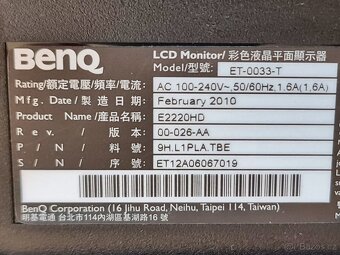 BenQ
LCD Monitor/彩色液晶平面顯示器
Model/型號: ET-0033-T
Rating/額定電壓/頻率/電流: AC 100-240V~,50/60Hz,1.6A(1.6A)
Mfg. Date/製造日期: February 2010
Product Name/產品名稱: E2220HD
Rev./版本: 00-026-AA
P/N/料號: 9H.L1PLA.TBE
S/N/序號: ET12A06067019
BenQ Corporation (16 Jihu Road, Neihu, Taipei 114, Taiwan)
明基電通 台北市114內湖區基湖路16號